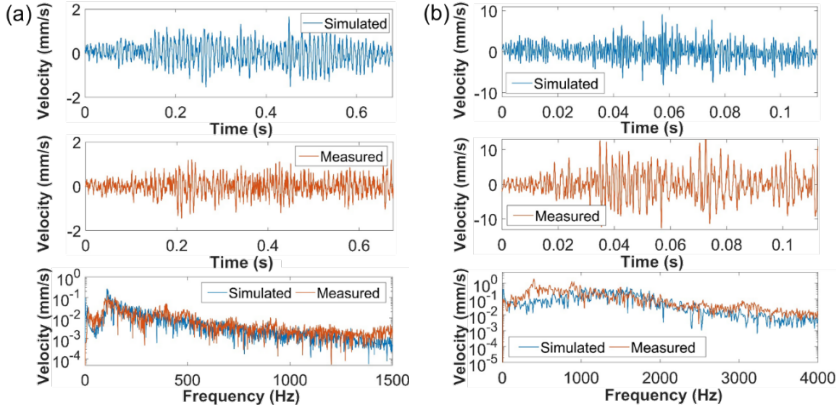 (a)
2
Simulated
0
-2
0 0.2 0.4 0.6
Velocity (mm/s)
Time (s)
2
Measured
0
-2
0 0.2 0.4 0.6
Velocity (mm/s)
Time (s)
10^0
10^-1
10^-2
10^-3
10^-4
Simulated Measured
0 500 1000 1500
Velocity (mm/s)
Frequency (Hz)
(b)
10
0
-10
Simulated
0 0.02 0.04 0.06 0.08 0.1
Velocity (mm/s)
Time (s)
10
0
-10
Measured
0 0.02 0.04 0.06 0.08 0.1
Velocity (mm/s)
Time (s)
10^0
10^-1
10^-2
10^-3
10^-4
10^-5
Simulated Measured
0 1000 2000 3000 4000
Velocity (mm/s)
Frequency (Hz)